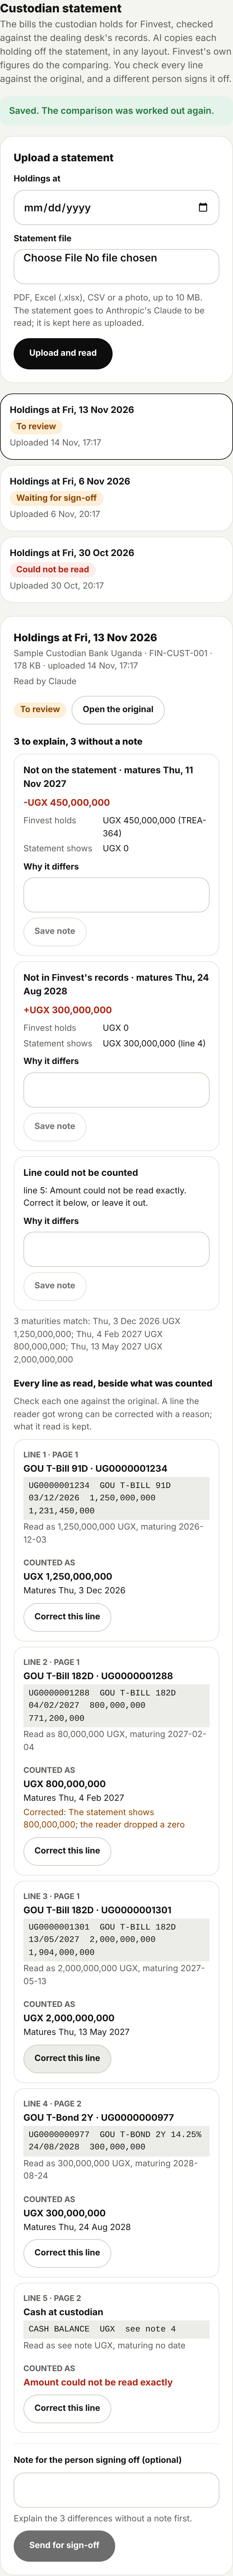 Custodian statement
The bills the custodian holds for Finvest, checked
against the dealing desk's records. AI copies each
holding off the statement, in any layout. Finvest's own
figures do the comparing. You check every line
against the original, and a different person signs it off.
Saved. The comparison was worked out again.
Upload a statement
Holdings at
mm/dd/yyyy
Statement file
Choose File No file chosen
PDF, Excel (.xlsx), CSV or a photo, up to 10 MB.
The statement goes to Anthropic's Claude to be
read; it is kept here as uploaded.
Upload and read
Holdings at Fri, 13 Nov 2026
To review
Uploaded 14 Nov, 17:17
Holdings at Fri, 6 Nov 2026
Waiting for sign-off
Uploaded 6 Nov, 20:17
Holdings at Fri, 30 Oct 2026
Could not be read
Uploaded 30 Oct, 20:17
Holdings at Fri, 13 Nov 2026
Sample Custodian Bank Uganda · FIN-CUST-001 ·
178 KB · uploaded 14 Nov, 17:17
Read by Claude
To review Open the original
3 to explain, 3 without a note
Not on the statement · matures Thu, 11
Nov 2027
-UGX 450,000,000
Finvest holds UGX 450,000,000 (TREA-
364)
Statement shows UGX 0
Why it differs
Save note
Not in Finvest's records · matures Thu, 24
Aug 2028
+UGX 300,000,000
Finvest holds UGX 0
Statement shows UGX 300,000,000 (line 4)
Why it differs
Save note
Line could not be counted
line 5: Amount could not be read exactly.
Correct it below, or leave it out.
Why it differs
Save note
3 maturities match: Thu, 3 Dec 2026 UGX
1,250,000,000; Thu, 4 Feb 2027 UGX
800,000,000; Thu, 13 May 2027 UGX
2,000,000,000
Every line as read, beside what was counted
Check each one against the original. A line the
reader got wrong can be corrected with a reason;
what it read is kept.
LINE 1 · PAGE 1
GOU T-Bill 91D · UG0000001234
UG0000001234 GOU T-BILL 91D
03/12/2026 1,250,000,000
1,231,450,000
Read as 1,250,000,000 UGX, maturing 2026-
12-03
COUNTED AS
UGX 1,250,000,000
Matures Thu, 3 Dec 2026
Correct this line
LINE 2 · PAGE 1
GOU T-Bill 182D · UG0000001288
UG0000001288 GOU T-BILL 182D
04/02/2027 800,000,000
771,200,000
Read as 80,000,000 UGX, maturing 2027-02-
04
COUNTED AS
UGX 800,000,000
Matures Thu, 4 Feb 2027
Corrected: The statement shows
800,000,000; the reader dropped a zero
Correct this line
LINE 3 · PAGE 1
GOU T-Bill 182D · UG0000001301
UG0000001301 GOU T-BILL 182D
13/05/2027 2,000,000,000
1,904,000,000
Read as 2,000,000,000 UGX, maturing 2027-
05-13
COUNTED AS
UGX 2,000,000,000
Matures Thu, 13 May 2027
Correct this line
LINE 4 · PAGE 2
GOU T-Bond 2Y · UG0000000977
UG0000000977 GOU T-BOND 2Y 14.25%
24/08/2028 300,000,000
Read as 300,000,000 UGX, maturing 2028-
08-24
COUNTED AS
UGX 300,000,000
Matures Thu, 24 Aug 2028
Correct this line
LINE 5 · PAGE 2
Cash at custodian
CASH BALANCE UGX see note 4
Read as see note UGX, maturing no date
COUNTED AS
Amount could not be read exactly
Correct this line
Note for the person signing off (optional)
Explain the 3 differences without a note first.
Send for sign-off